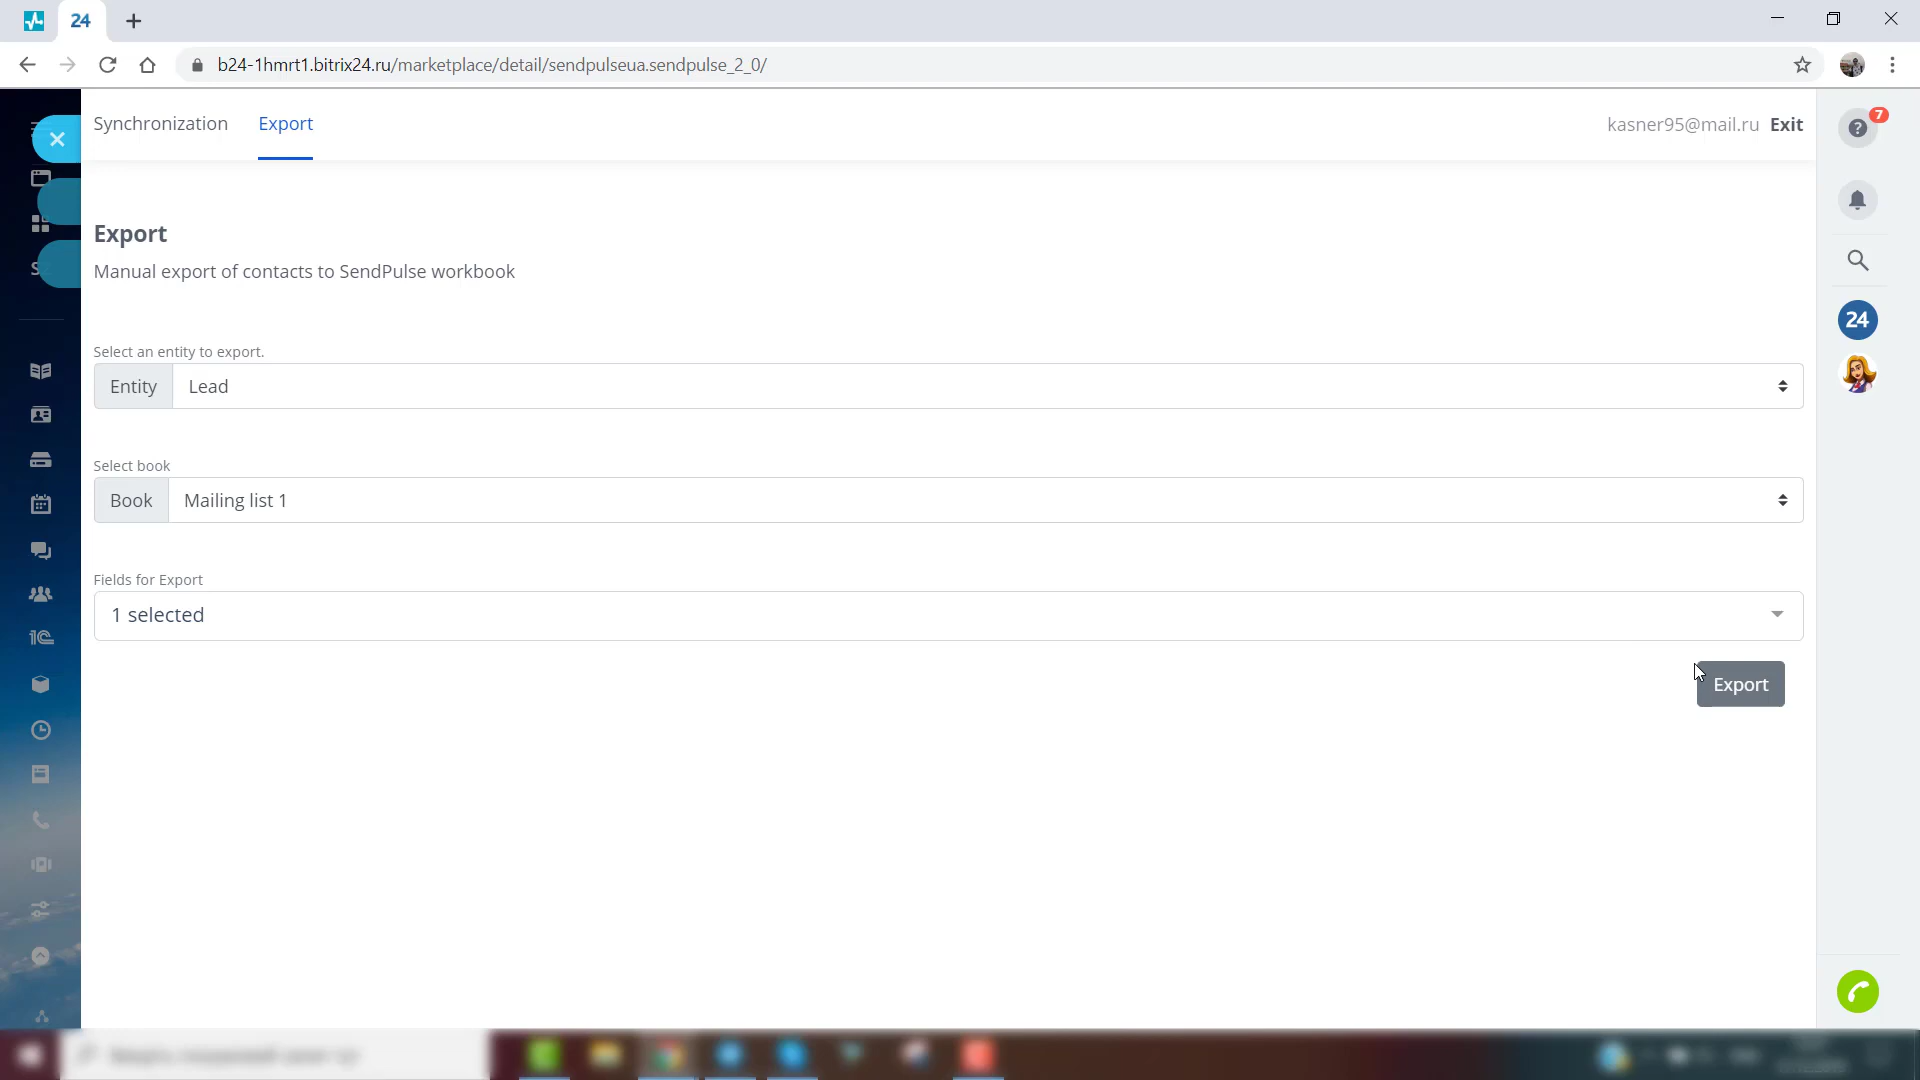 24
b24-1hmrt1.bitrix24.ru/marketplace/detail/sendpulseua.sendpulse_2_0/
Synchronization
Export
kasner95@mail.ru Exit
7
?
Export
Manual export of contacts to SendPulse workbook
24
Select an entity to export.
Entity
Lead
Select book
Book
Mailing list 1
Fields for Export
1 selected
1C
Export